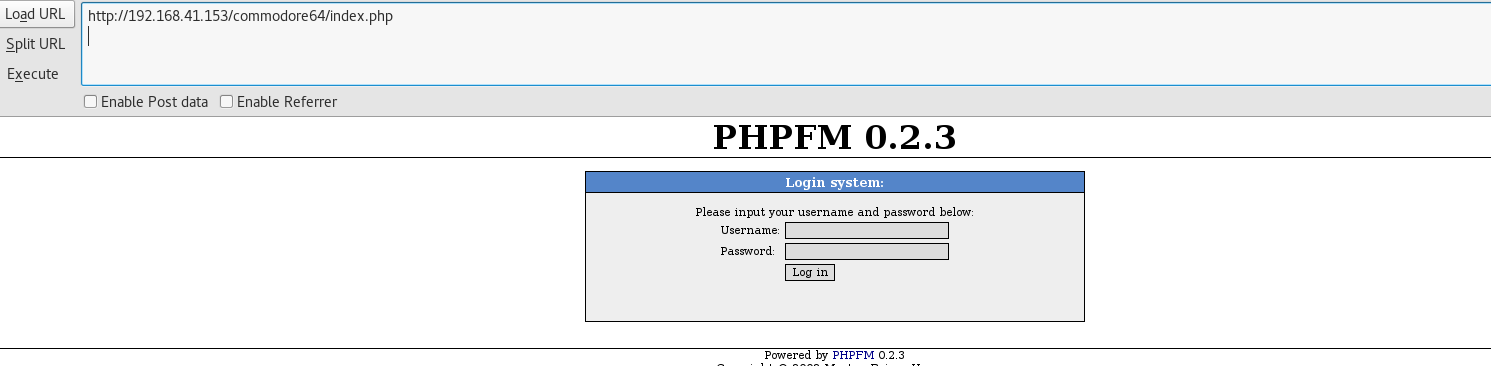 Load URL
http://192.168.41.153/commodore64/index.php
Split URL
Execute
Enable Post data
Enable Referrer
PHPFM 0.2.3
Login system:
Please input your username and password below:
Username:
Password:
Log in
Powered by PHPFM 0.2.3